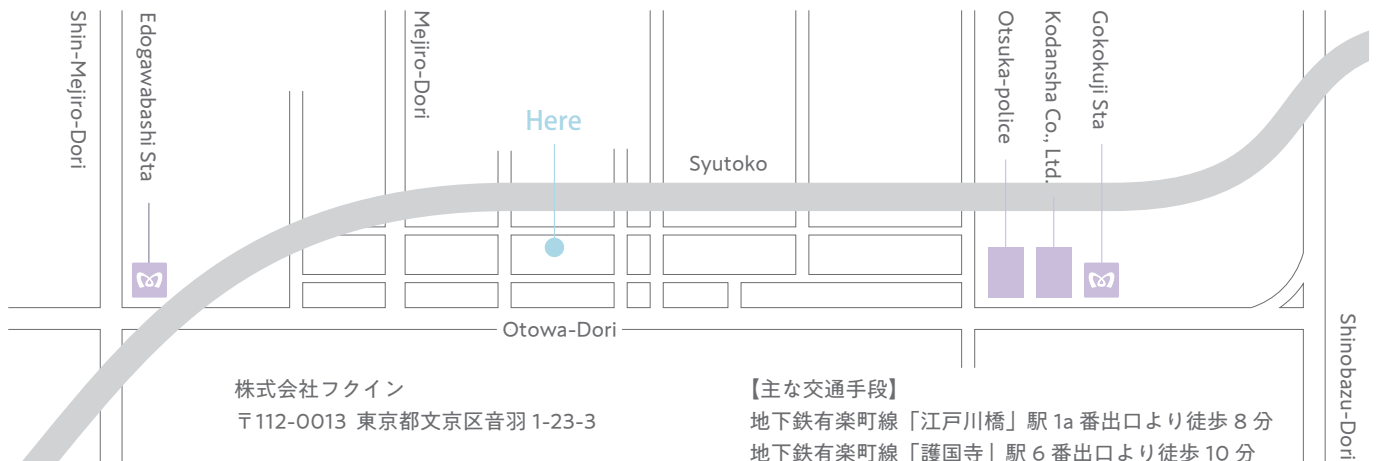 Shin-Mejiro-Dori
Edogawabashi Sta
Mejiro-Dori
Here
Syutoko
Otsuka-police
Kodansha Co., Ltd.
Gokokuji Sta
Otowa-Dori
Shinobazu-Dori
株式会社フクイン
〒112-0013 東京都文京区音羽 1-23-3
【主な交通手段】
地下鉄有楽町線「江戸川橋」駅 1a 番出口より徒歩 8 分
地下鉄有楽町線「護国寺」駅 6 番出口より徒歩 10 分